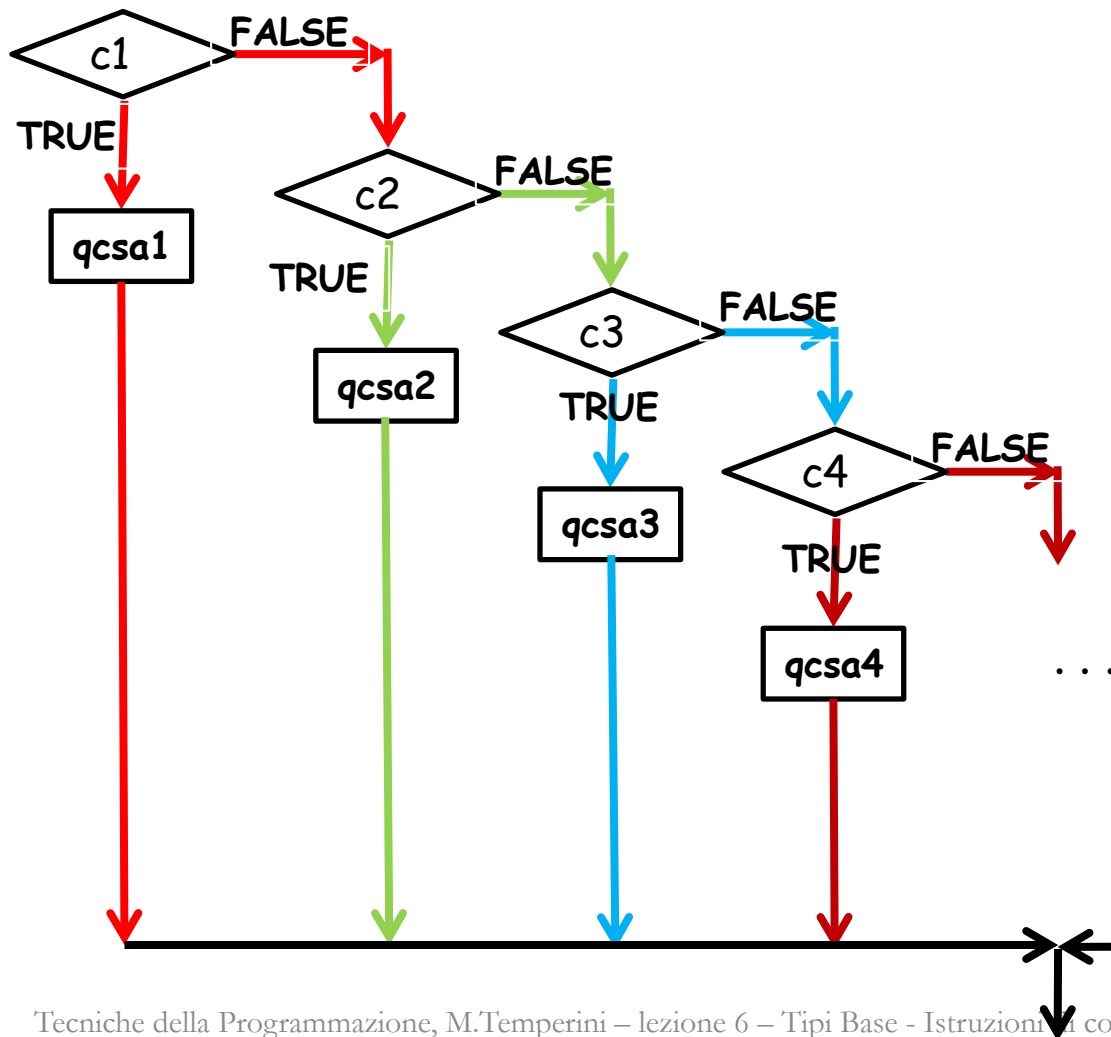 c1
FALSE
TRUE
qcsa1
c2
FALSE
TRUE
qcsa2
c3
FALSE
TRUE
qcsa3
c4
FALSE
TRUE
qcsa4
. . .
Tecniche della Programmazione, M.Temperini – lezione 6 – Tipi Base - Istruzioni